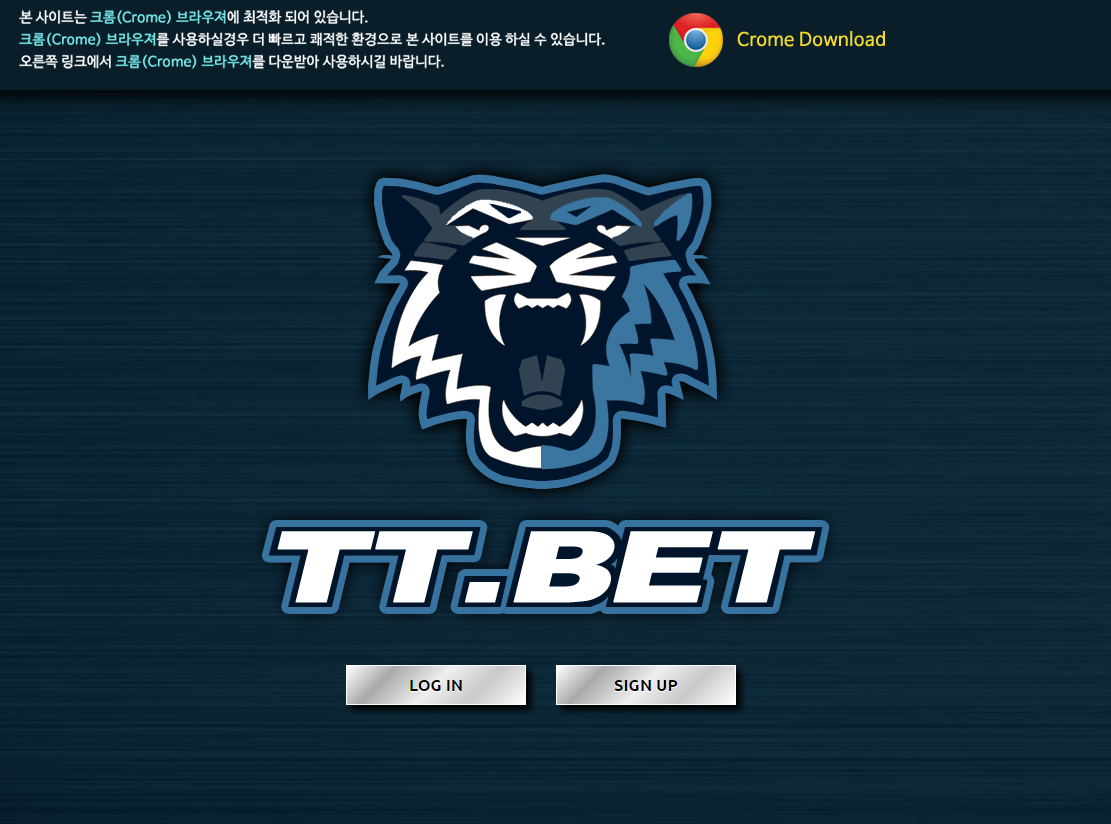 본 사이트는 크롬(Crome) 브라우져에 최적화 되어 있습니다.
크롬(Crome) 브라우져를 사용하실경우 더 빠르고 쾌적한 환경으로 본 사이트를 이용 하실 수 있습니다.
오른쪽 링크에서 크롬(Crome) 브라우져를 다운받아 사용하시길 바랍니다.
Crome Download
TT.BET
LOG IN
SIGN UP